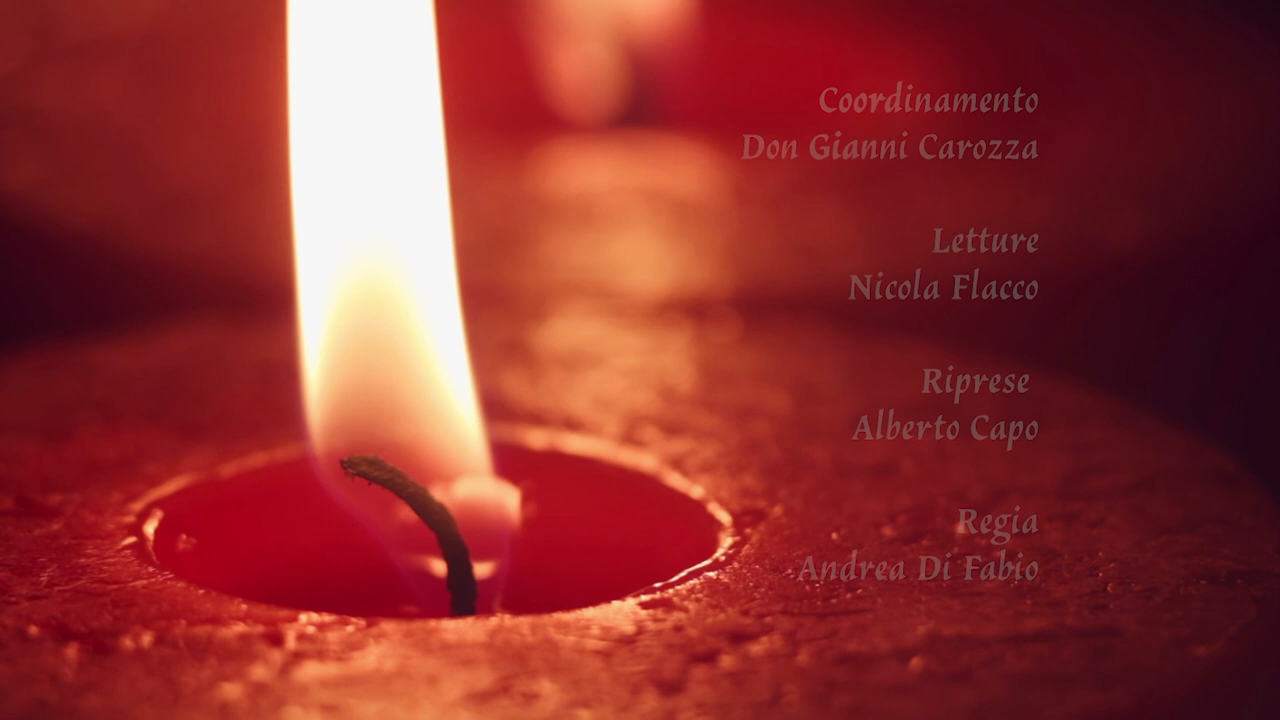 Coordinamento
Don Gianni Carozza
Letture
Nicola Flacco
Riprese
Alberto Capo
Regia
Andrea Di Fabio